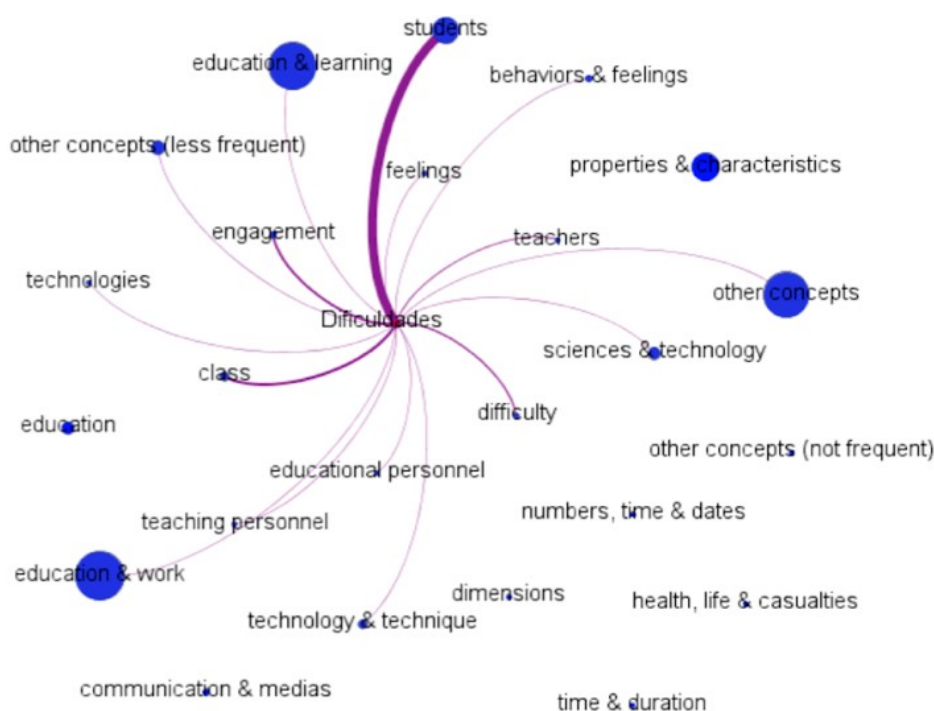 students
education & learning
behaviors & feelings
other concepts (less frequent)
properties & characteristics
feelings
engagement
teachers
technologies
other concepts
Dificuldades
sciences & technology
class
difficulty
education
other concepts (not frequent)
educational personnel
numbers, time & dates
teaching personnel
education & work
dimensions
health, life & casualties
technology & technique
communication & medias
time & duration